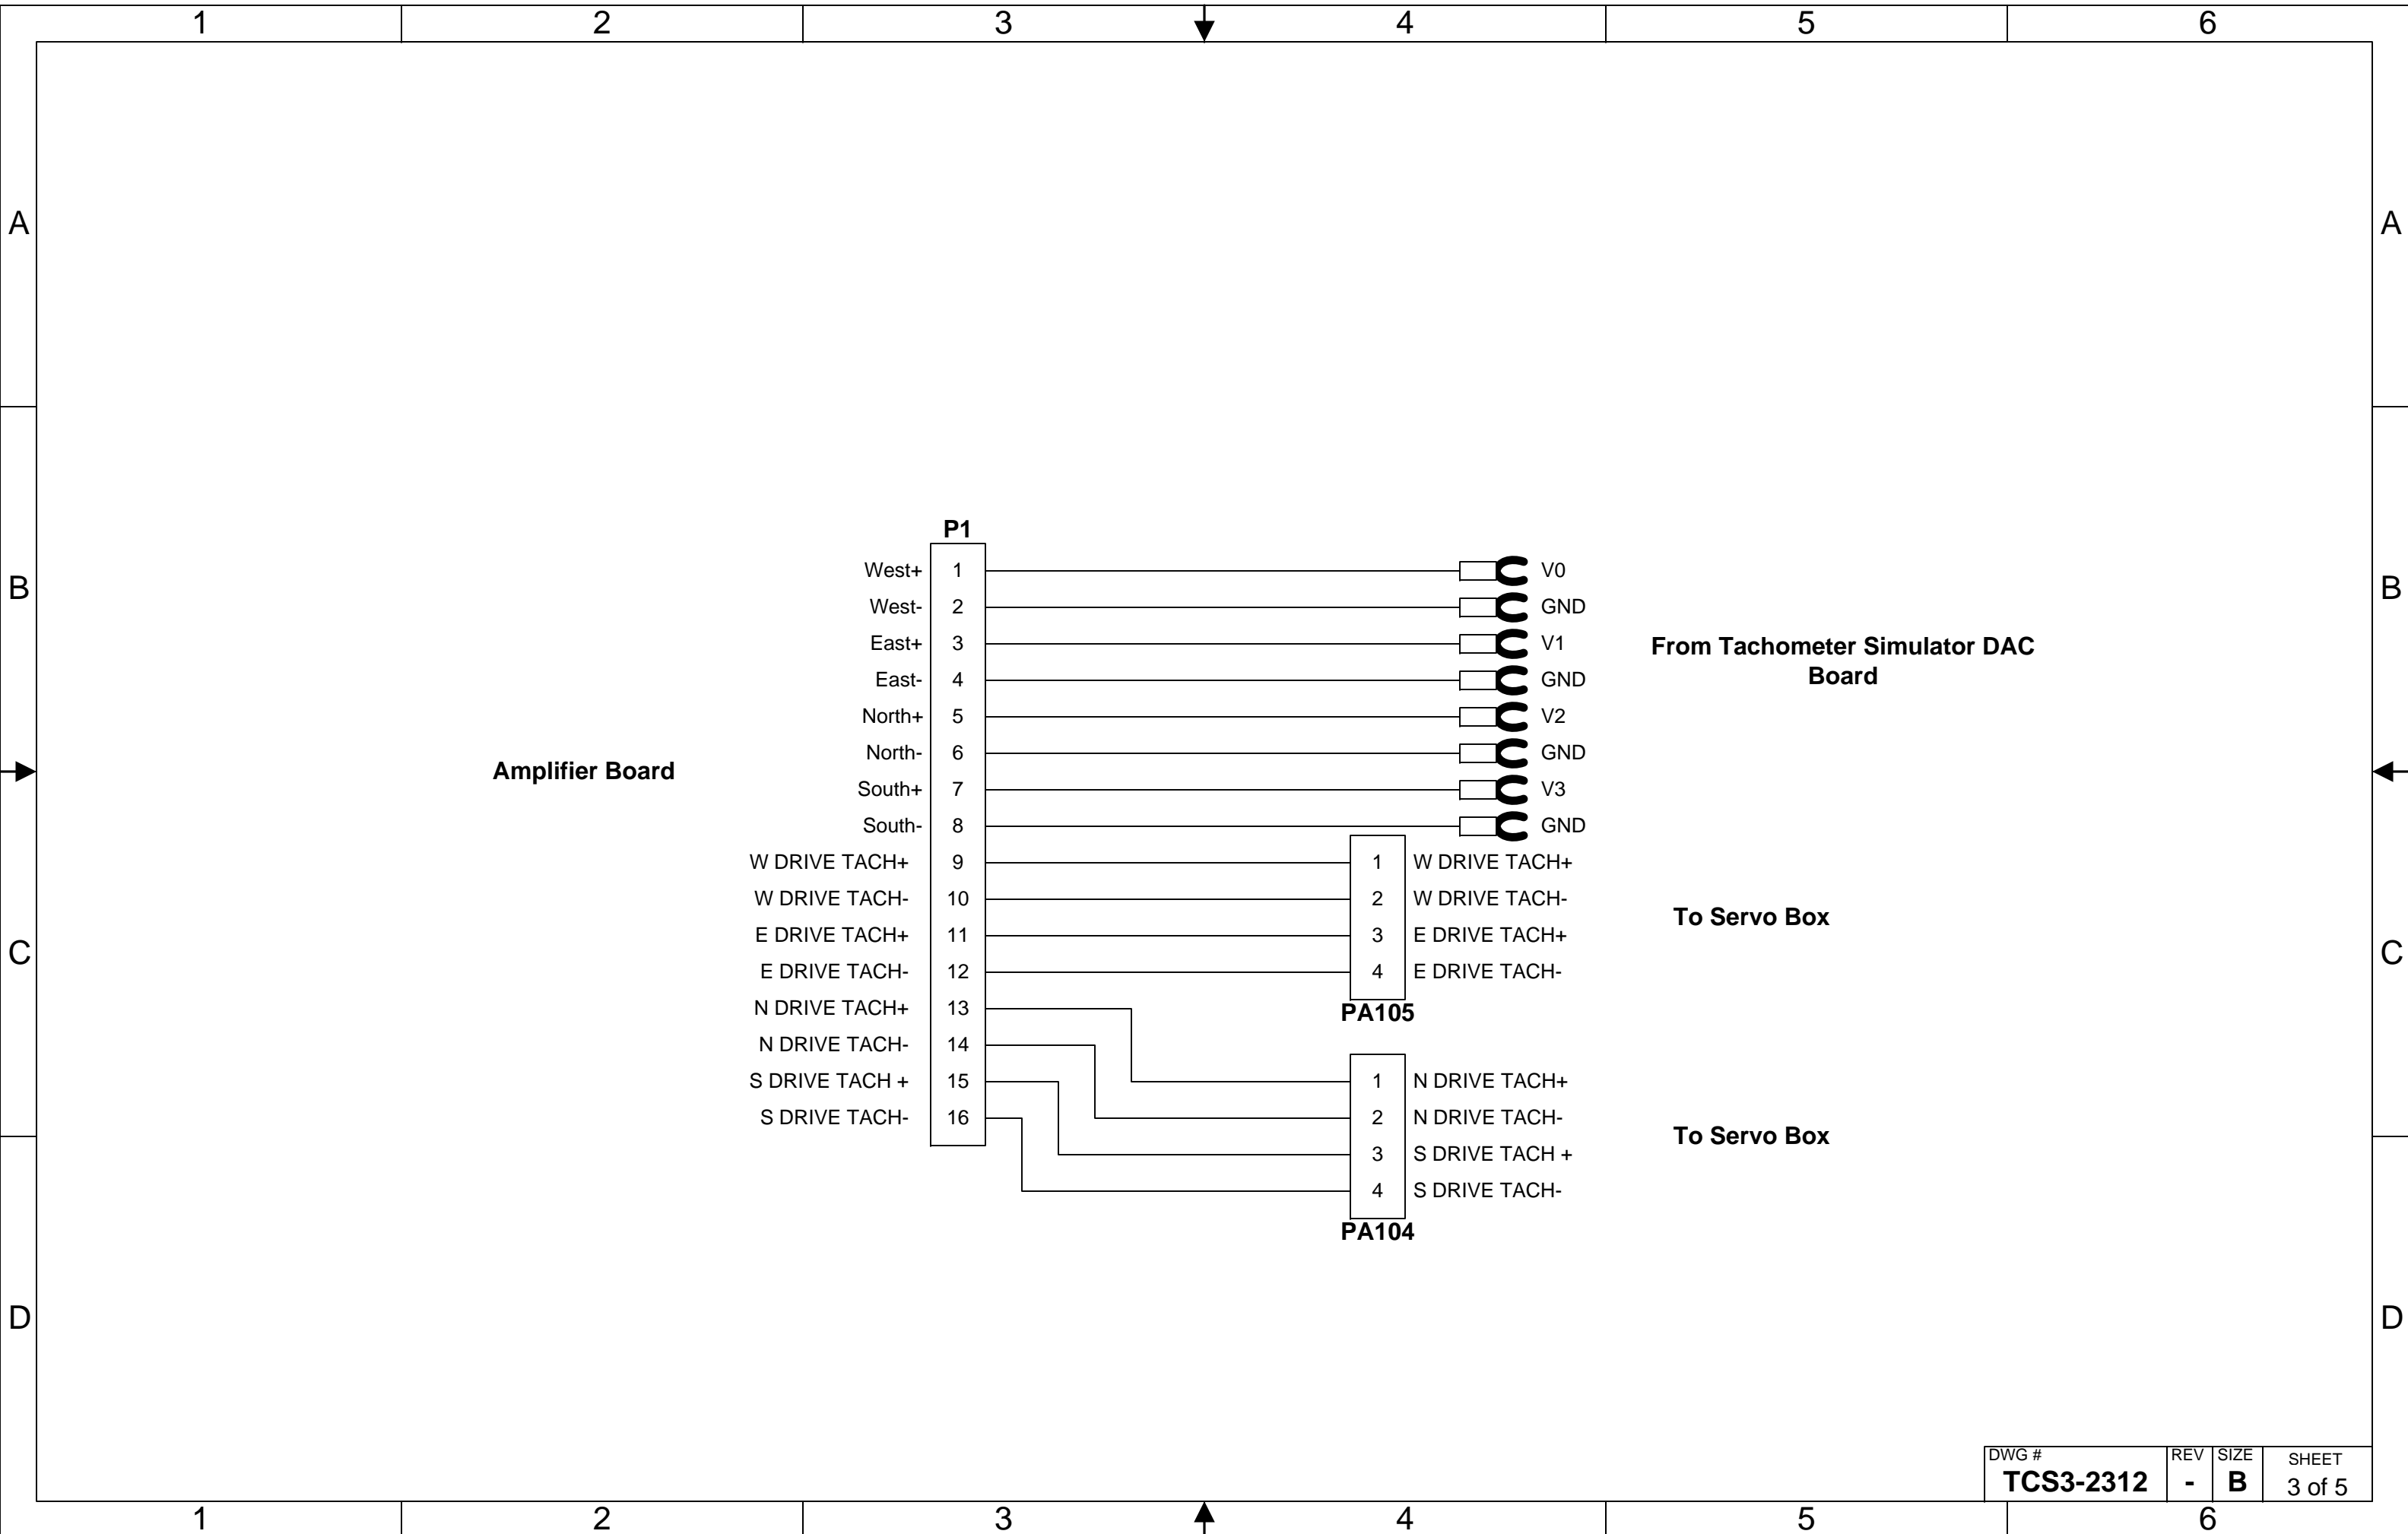 1 2 3 4 5 6
A A
P1
West+ 1 V0
B B
West- 2 GND
East+ 3 V1
From Tachometer Simulator DAC
Board
East- 4 GND
North+ 5 V2
North- 6 GND
Amplifier Board
South+ 7 V3
South- 8 GND
W DRIVE TACH+ 9 1 W DRIVE TACH+
W DRIVE TACH- 10 2 W DRIVE TACH-
To Servo Box
E DRIVE TACH+ 11 3 E DRIVE TACH+
C C
E DRIVE TACH- 12 4 E DRIVE TACH-
N DRIVE TACH+ 13
PA105
N DRIVE TACH- 14
S DRIVE TACH + 15 1 N DRIVE TACH+
S DRIVE TACH- 16 2 N DRIVE TACH-
To Servo Box
3 S DRIVE TACH +
4 S DRIVE TACH-
PA104
D D
DWG # REV SIZE SHEET
TCS3-2312 - B 3 of 5
1 2 3 4 5 6